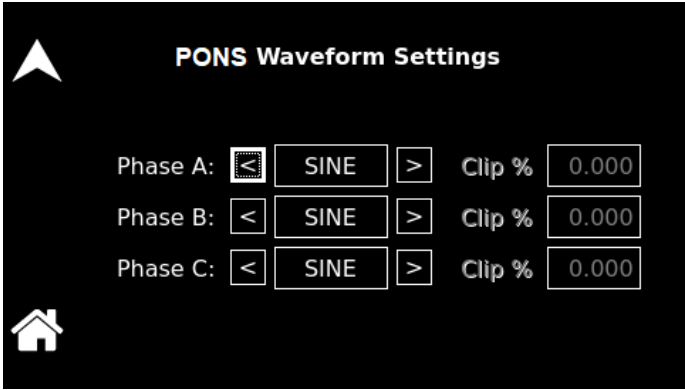 PONS Waveform Settings
Phase A: < SINE > Clip % 0.000
Phase B: < SINE > Clip % 0.000
Phase C: < SINE > Clip % 0.000